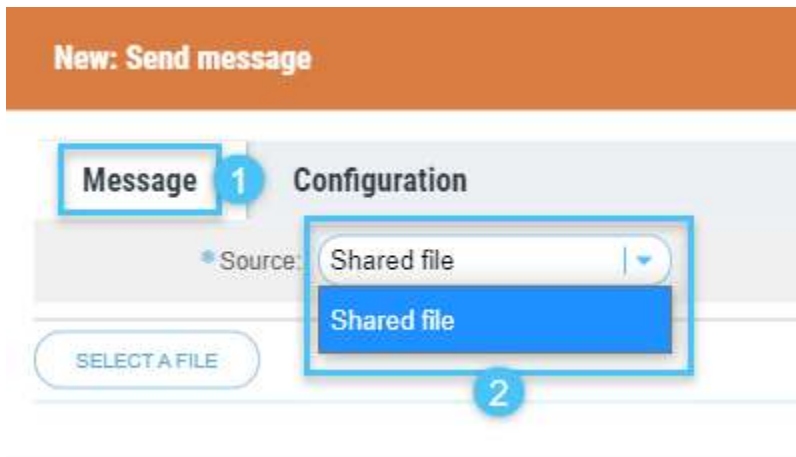 New: Send message
Message 1 Configuration
* Source: Shared file
Shared file
SELECT A FILE
2